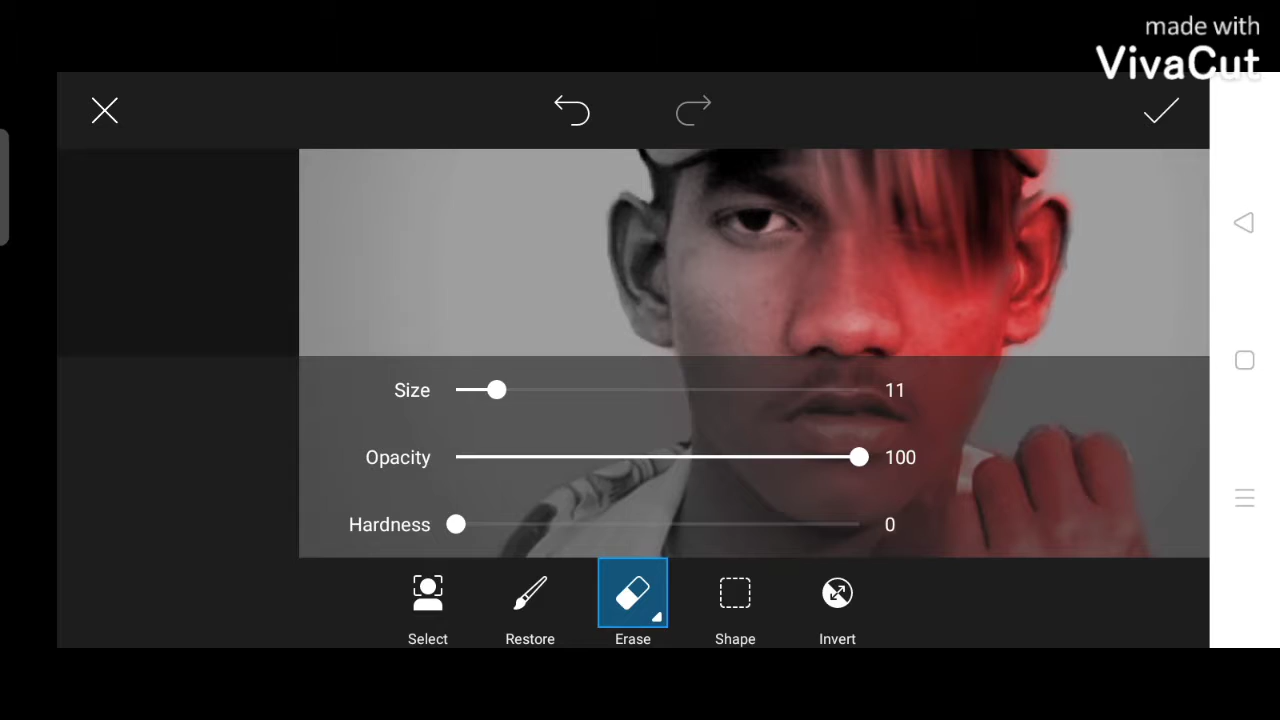 made with
VivaCut
Size 11
Opacity 100
Hardness 0
Select Restore Erase Shape Invert